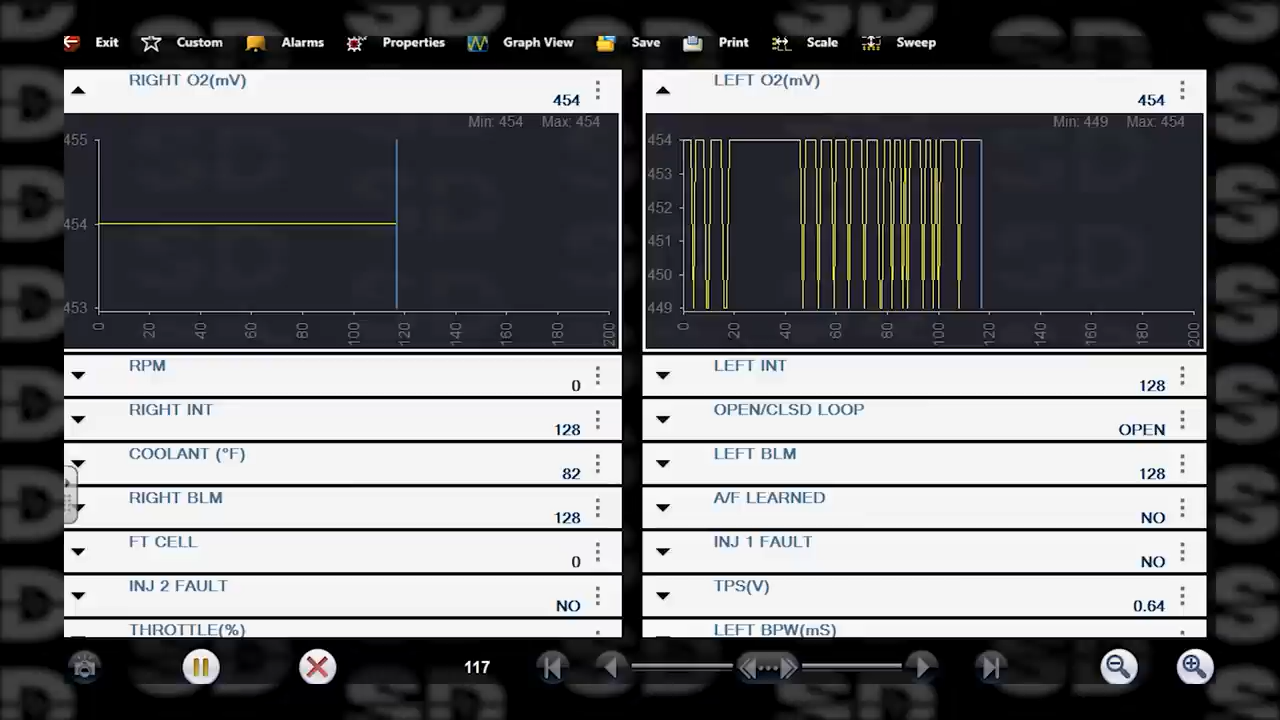 Exit Custom Alarms Properties Graph View Save Print Scale Sweep
RIGHT O2(mV)
454
Min: 454 Max: 454
455
454
453
0 20 40 60 80 100 120 140 160 180 200
LEFT O2(mV)
454
Min: 449 Max: 454
454
453
452
451
450
449
0 20 40 60 80 100 120 140 160 180 200
RPM
0
LEFT INT
128
RIGHT INT
128
OPEN/CLSD LOOP
OPEN
COOLANT (°F)
82
LEFT BLM
128
RIGHT BLM
128
A/F LEARNED
NO
FT CELL
0
INJ 1 FAULT
NO
INJ 2 FAULT
NO
TPS(V)
0.64
THROTTLE(%)
LEFT BPW(mS)
117